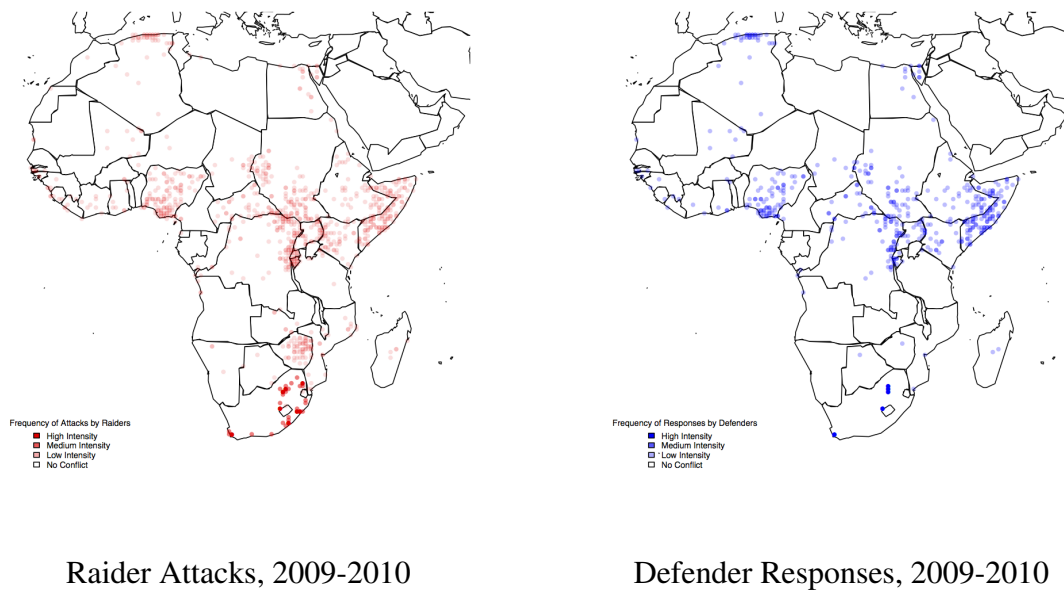 Frequency of Attacks by Raiders
High Intensity
Medium Intensity
Low Intensity
No Conflict
Frequency of Responses by Defenders
High Intensity
Medium Intensity
Low Intensity
No Conflict
Raider Attacks, 2009-2010
Defender Responses, 2009-2010